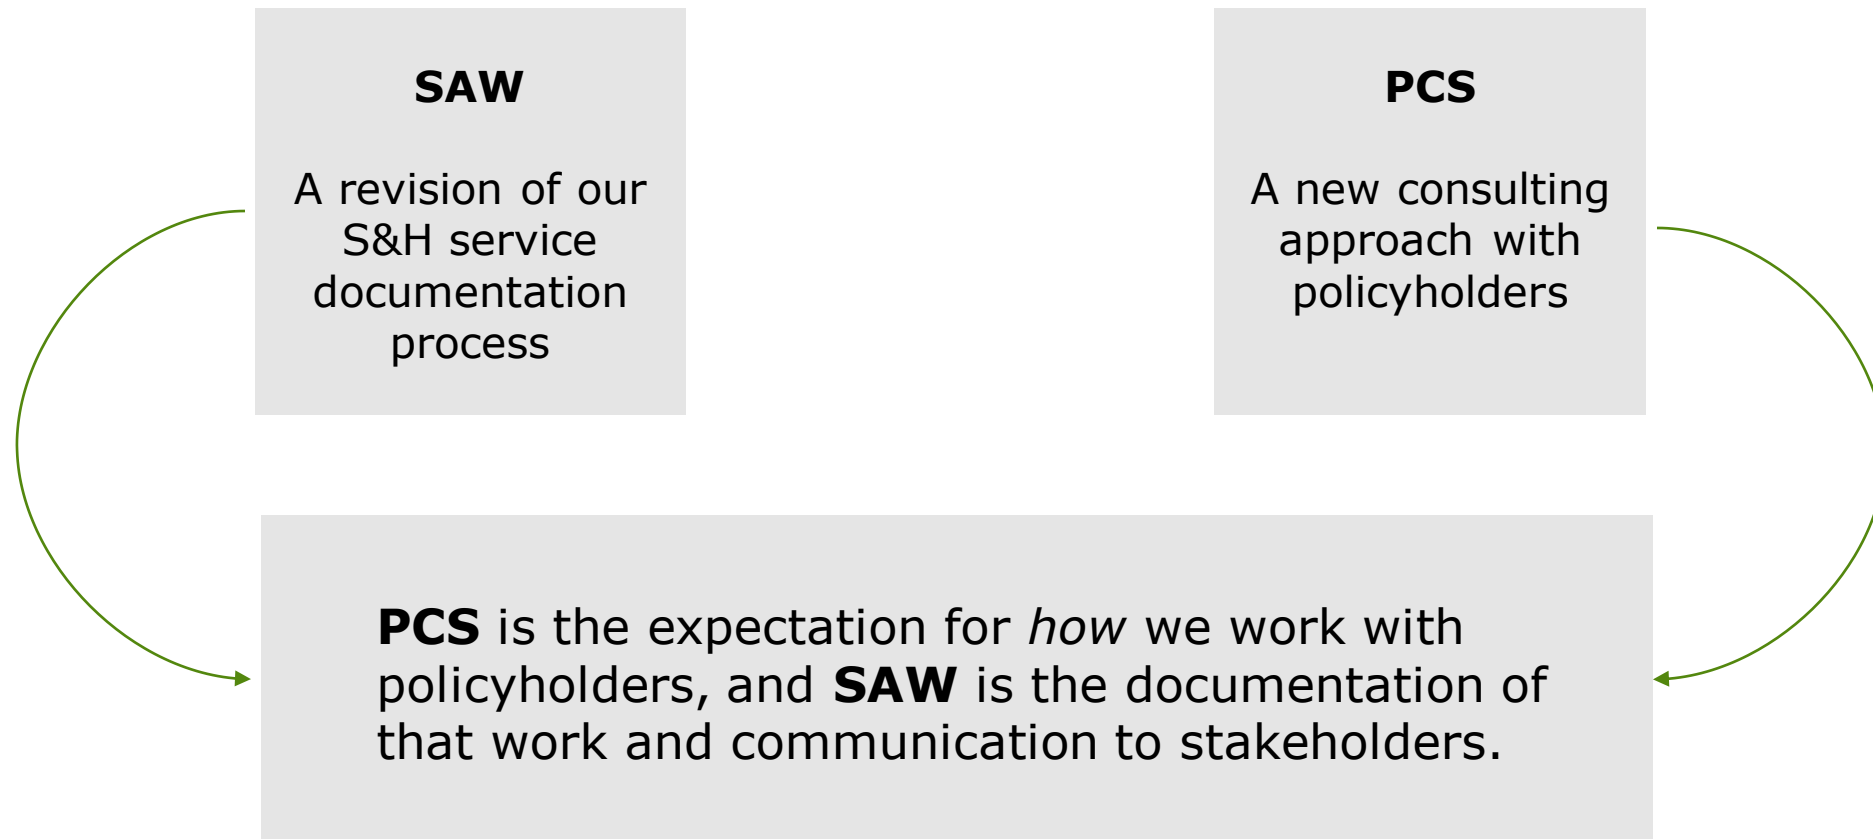 SAW
A revision of our
S&H service
documentation
process
PCS
A new consulting
approach with
policyholders
PCS is the expectation for how we work with
policyholders, and SAW is the documentation of
that work and communication to stakeholders.